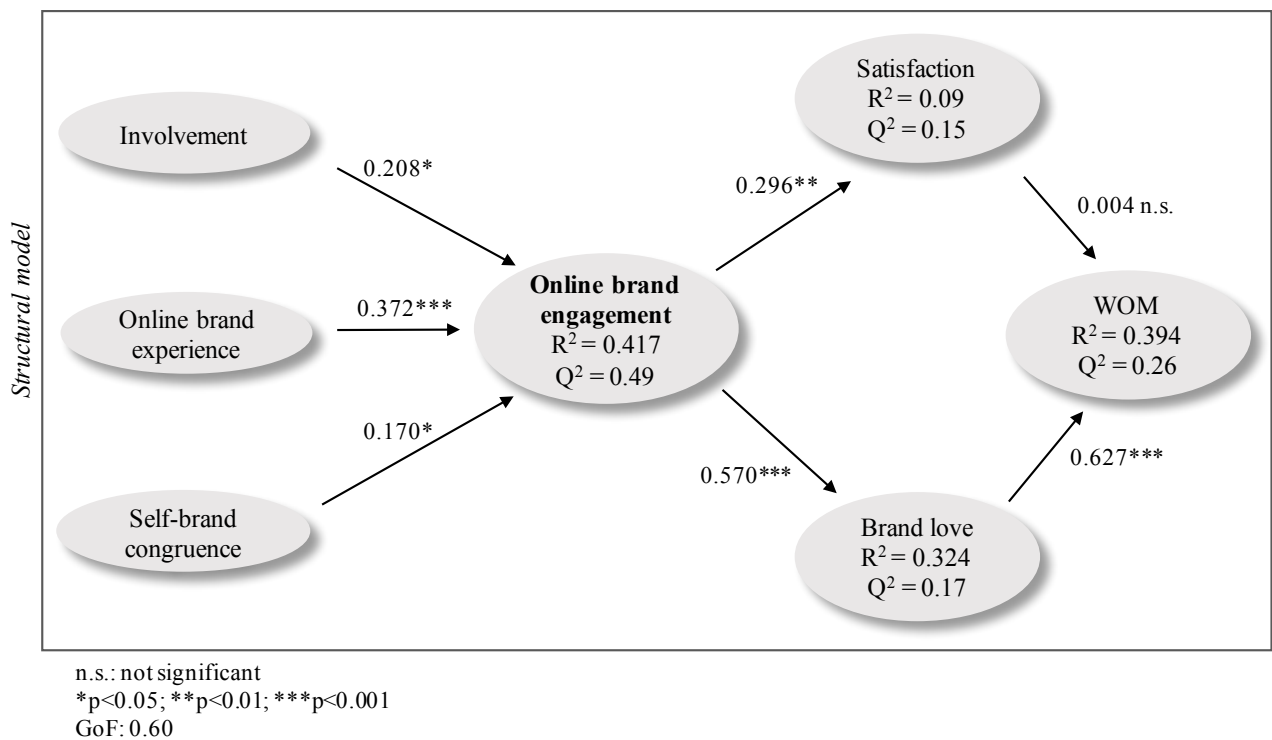 Structural model
Involvement
Online brand
experience
Self-brand
congruence
0.208*
0.372***
0.170*
Online brand
engagement
R² = 0.417
Q² = 0.49
0.296**
0.570***
Satisfaction
R² = 0.09
Q² = 0.15
Brand love
R² = 0.324
Q² = 0.17
0.004 n.s.
0.627***
WOM
R² = 0.394
Q² = 0.26
n.s.: not significant
*p<0.05; **p<0.01; ***p<0.001
GoF: 0.60